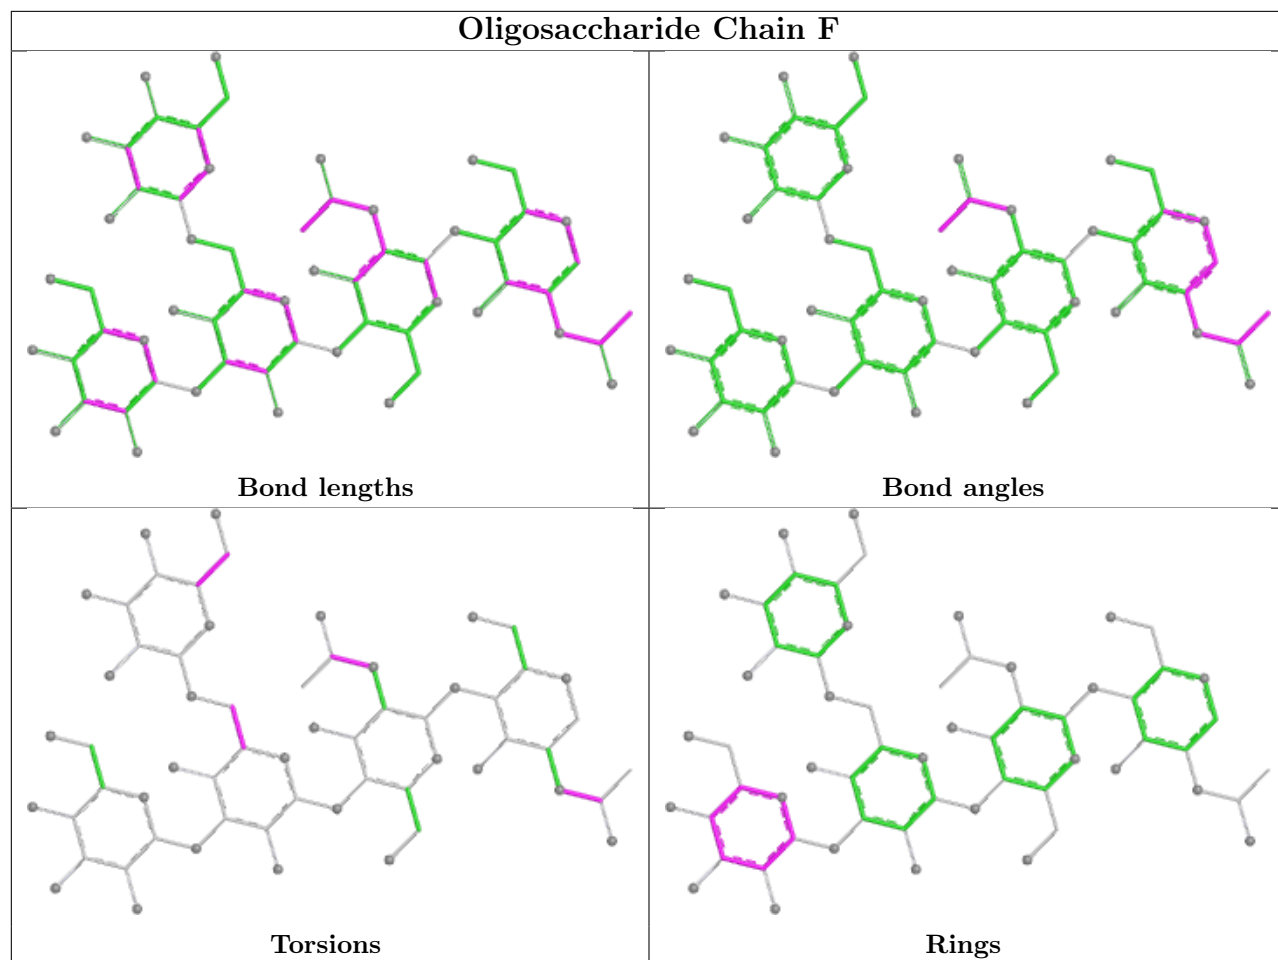 Oligosaccharide Chain F
Bond lengths
Bond angles
Torsions
Rings